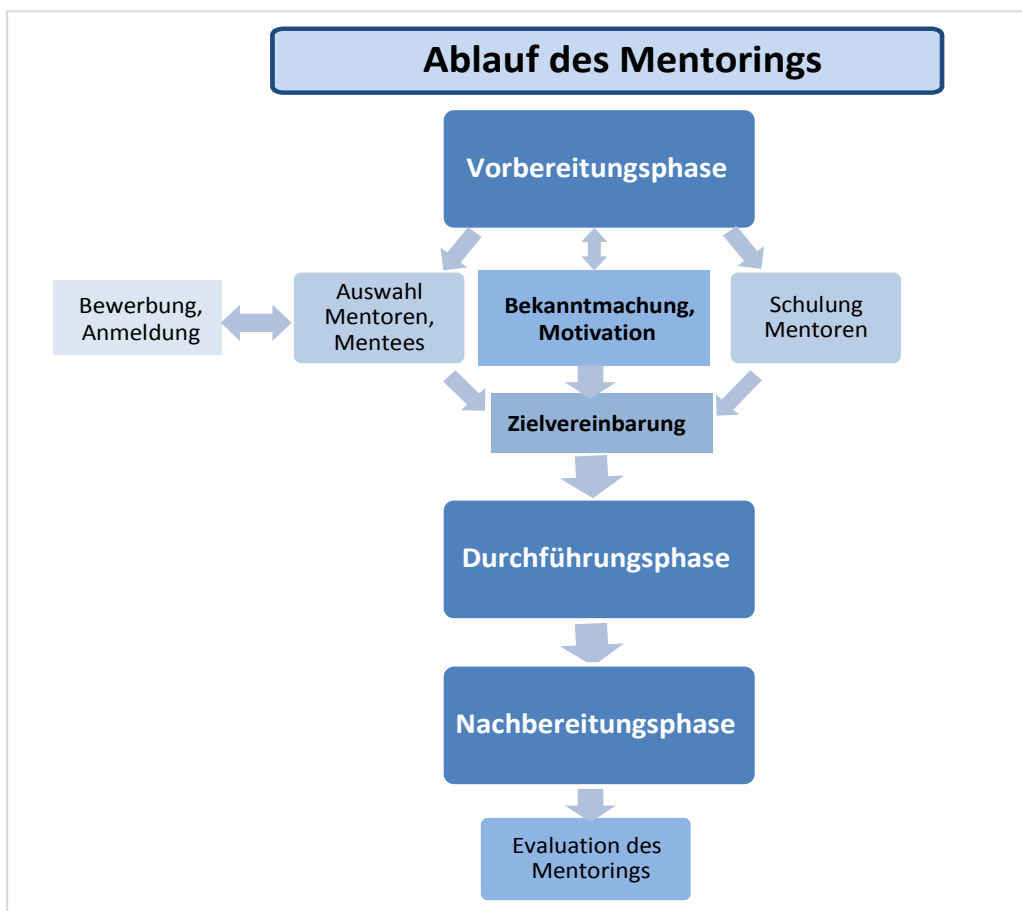 Ablauf des Mentorings
Vorbereitungsphase
Bewerbung,
Anmeldung
Auswahl
Mentoren,
Mentees
Bekanntmachung,
Motivation
Schulung
Mentoren
Zielvereinbarung
Durchführungsphase
Nachbereitungsphase
Evaluation des
Mentorings